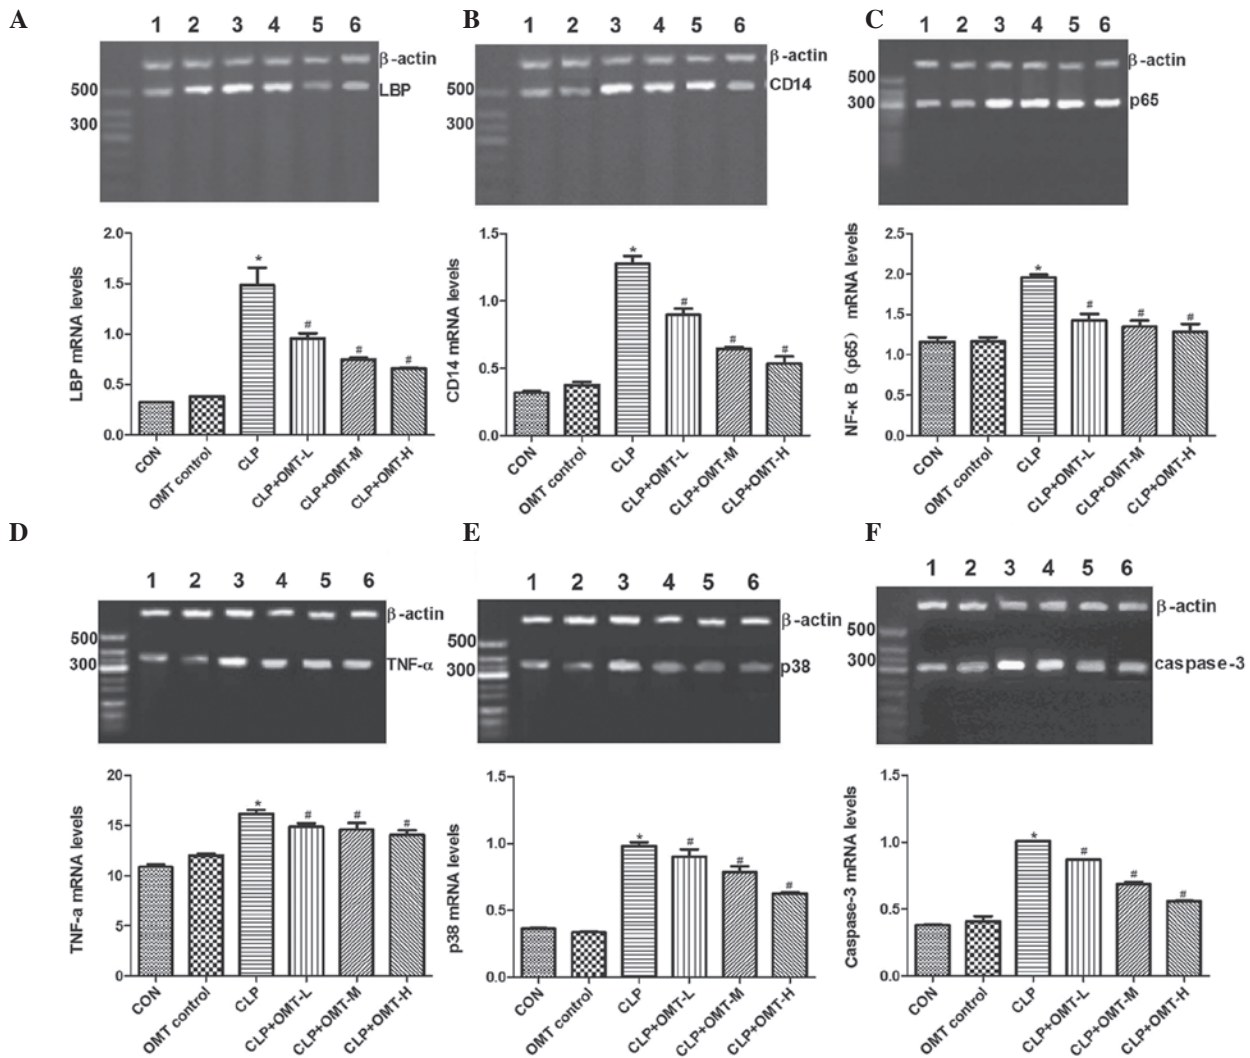 A
1 2 3 4 5 6
β-actin
500
LBP
300
LBP mRNA levels
2.0
1.5
1.0
0.5
0.0
*
#
#
#
CON
OMT control
CLP
CLP+OMT-L
CLP+OMT-M
CLP+OMT-H
B
1 2 3 4 5 6
β-actin
500
CD14
300
CD14 mRNA levels
1.5
1.0
0.5
0.0
*
#
#
#
CON
OMT control
CLP
CLP+OMT-L
CLP+OMT-M
CLP+OMT-H
C
1 2 3 4 5 6
β-actin
500
300
p65
NF-κ B (p65) mRNA levels
2.5
2.0
1.5
1.0
0.5
0.0
*
#
#
#
CON
OMT control
CLP
CLP+OMT-L
CLP+OMT-M
CLP+OMT-H
D
1 2 3 4 5 6
β-actin
500
300
TNF-α
TNF-a mRNA levels
20
15
10
5
0
*
#
#
#
CON
OMT control
CLP
CLP+OMT-L
CLP+OMT-M
CLP+OMT-H
E
1 2 3 4 5 6
β-actin
500
300
p38
p38 mRNA levels
1.5
1.0
0.5
0.0
*
#
#
#
CON
OMT control
CLP
CLP+OMT-L
CLP+OMT-M
CLP+OMT-H
F
1 2 3 4 5 6
β-actin
500
300
caspase-3
Caspase-3 mRNA levels
1.5
1.0
0.5
0.0
*
#
#
#
CON
OMT control
CLP
CLP+OMT-L
CLP+OMT-M
CLP+OMT-H